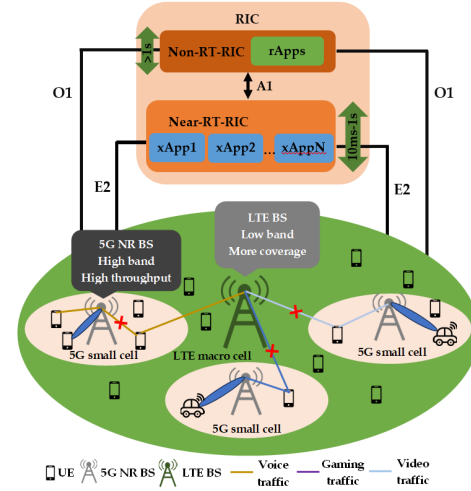 RIC
>1s
Non-RT-RIC
rApps
O1
A1
O1
Near-RT-RIC
10ms-1s
xApp1
xApp2
...
xAppN
E2
E2
LTE BS
Low band
More coverage
5G NR BS
High band
High throughput
5G small cell
LTE macro cell
5G small cell
5G small cell
UE
5G NR BS
LTE BS
Voice
traffic
Gaming
traffic
Video
traffic